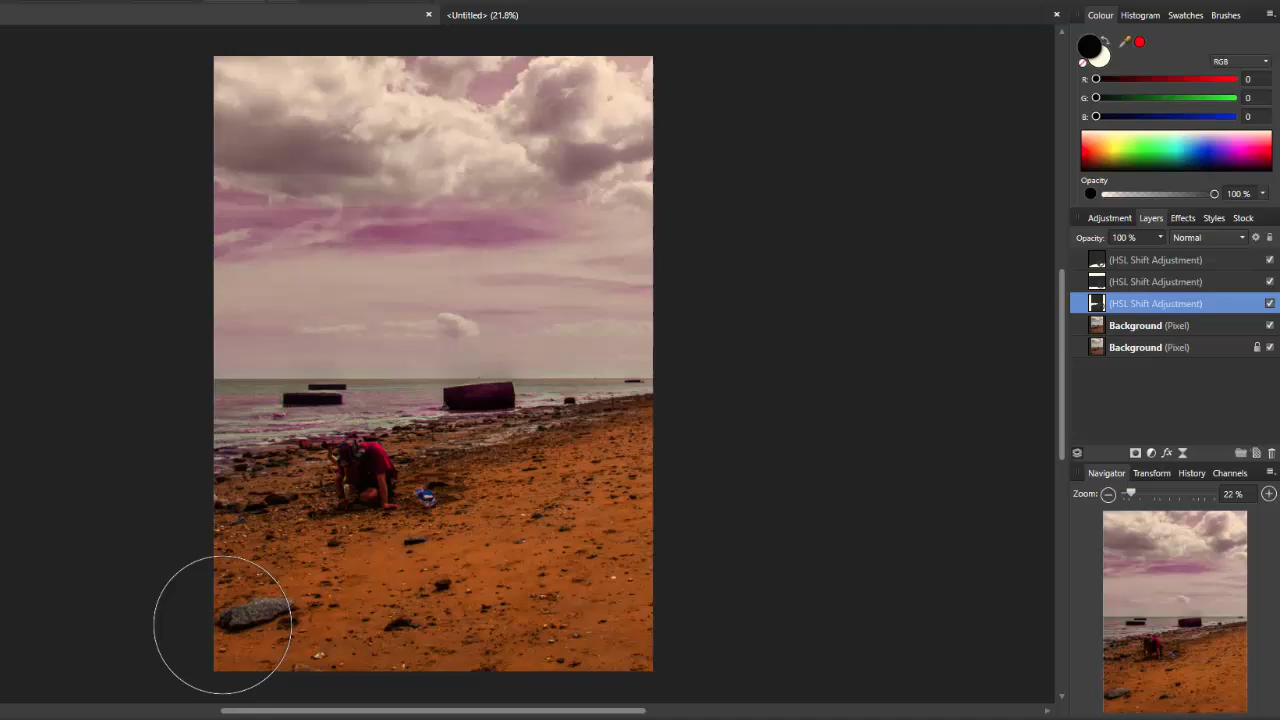 <Untitled> (21.8%)
Colour Histogram Swatches Brushes
RGB
R: 0
G: 0
B: 0
Opacity
100 %
Adjustment Layers Effects Styles Stock
Opacity: 100 % Normal
(HSL Shift Adjustment)
(HSL Shift Adjustment)
(HSL Shift Adjustment)
Background (Pixel)
Background (Pixel)
fx
Navigator Transform History Channels
Zoom: 22 %